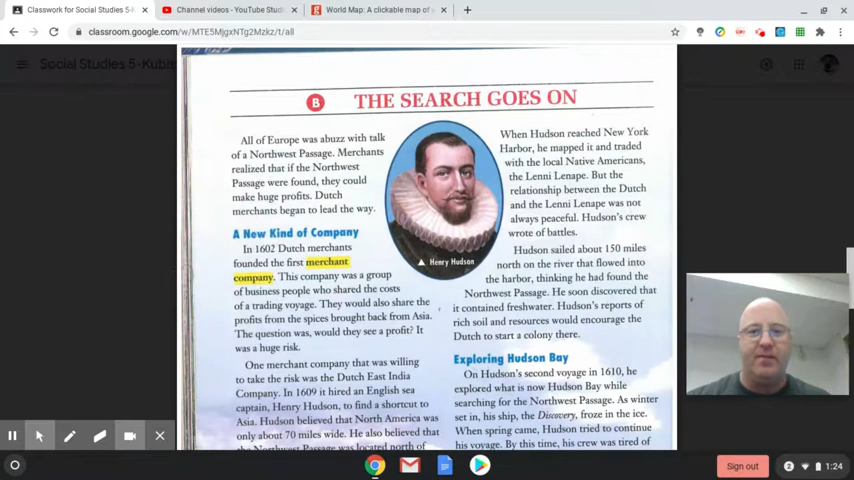 Classwork for Social Studies 5-
Channel videos - YouTube Studi
World Map: A clickable map of
classroom.google.com/w/MTE5MjgxNTg2Mzkz/t/all
Social Studies 5-Kubi
B THE SEARCH GOES ON
All of Europe was abuzz with talk
of a Northwest Passage. Merchants
realized that if the Northwest
Passage were found, they could
make huge profits. Dutch
merchants began to lead the way.
A New Kind of Company
In 1602 Dutch merchants
founded the first merchant
company. This company was a group
of business people who shared the costs
of a trading voyage. They would also share the
profits from the spices brought back from Asia.
The question was, would they see a profit? It
was a huge risk.
One merchant company that was willing
to take the risk was the Dutch East India
Company. In 1609 it hired an English sea
captain, Henry Hudson, to find a shortcut to
Asia. Hudson believed that North America was
only about 70 miles wide. He also believed that
the Northwest Passage was located north of
Henry Hudson
When Hudson reached New York
Harbor, he mapped it and traded
with the local Native Americans,
the Lenni Lenape. But the
relationship between the Dutch
and the Lenni Lenape was not
always peaceful. Hudson's crew
wrote of battles.
Hudson sailed about 150 miles
north on the river that flowed into
the harbor, thinking he had found the
Northwest Passage. He soon discovered that
it contained freshwater. Hudson's reports of
rich soil and resources would encourage the
Dutch to start a colony there.
Exploring Hudson Bay
On Hudson's second voyage in 1610, he
explored what is now Hudson Bay while
searching for the Northwest Passage. As winter
set in, his ship, the Discovery, froze in the ice.
When spring came, Hudson tried to continue
his voyage. By this time, his crew was tired of
Sign out
2
1:24